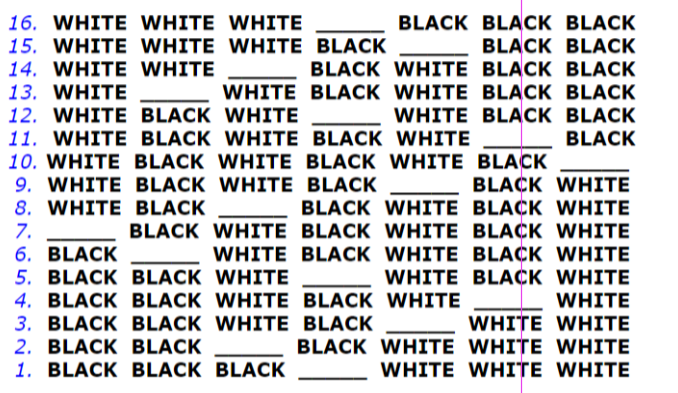 16. WHITE WHITE WHITE ______ BLACK BLACK BLACK
15. WHITE WHITE WHITE BLACK ______ BLACK BLACK
14. WHITE WHITE ______ BLACK WHITE BLACK BLACK
13. WHITE ______ WHITE BLACK WHITE BLACK BLACK
12. WHITE BLACK WHITE ______ WHITE BLACK BLACK
11. WHITE BLACK WHITE BLACK WHITE ______ BLACK
10. WHITE BLACK WHITE BLACK WHITE BLACK ______
9. WHITE BLACK WHITE BLACK ______ BLACK WHITE
8. WHITE BLACK ______ BLACK WHITE BLACK WHITE
7. ______ BLACK WHITE BLACK WHITE BLACK WHITE
6. BLACK ______ WHITE BLACK WHITE BLACK WHITE
5. BLACK BLACK WHITE ______ WHITE BLACK WHITE
4. BLACK BLACK WHITE BLACK WHITE ______ WHITE
3. BLACK BLACK WHITE BLACK ______ WHITE WHITE
2. BLACK BLACK ______ BLACK WHITE WHITE WHITE
1. BLACK BLACK BLACK ______ WHITE WHITE WHITE